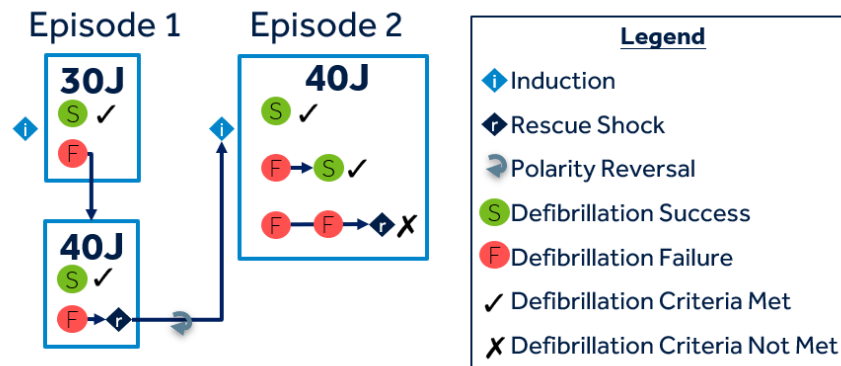 Episode 1
Episode 2
30J
S ✓
F
40J
S ✓
F r
i
i
40J
S ✓
F S ✓
F F r ✗
Legend
i Induction
r Rescue Shock
Polarity Reversal
S Defibrillation Success
F Defibrillation Failure
✓ Defibrillation Criteria Met
✗ Defibrillation Criteria Not Met